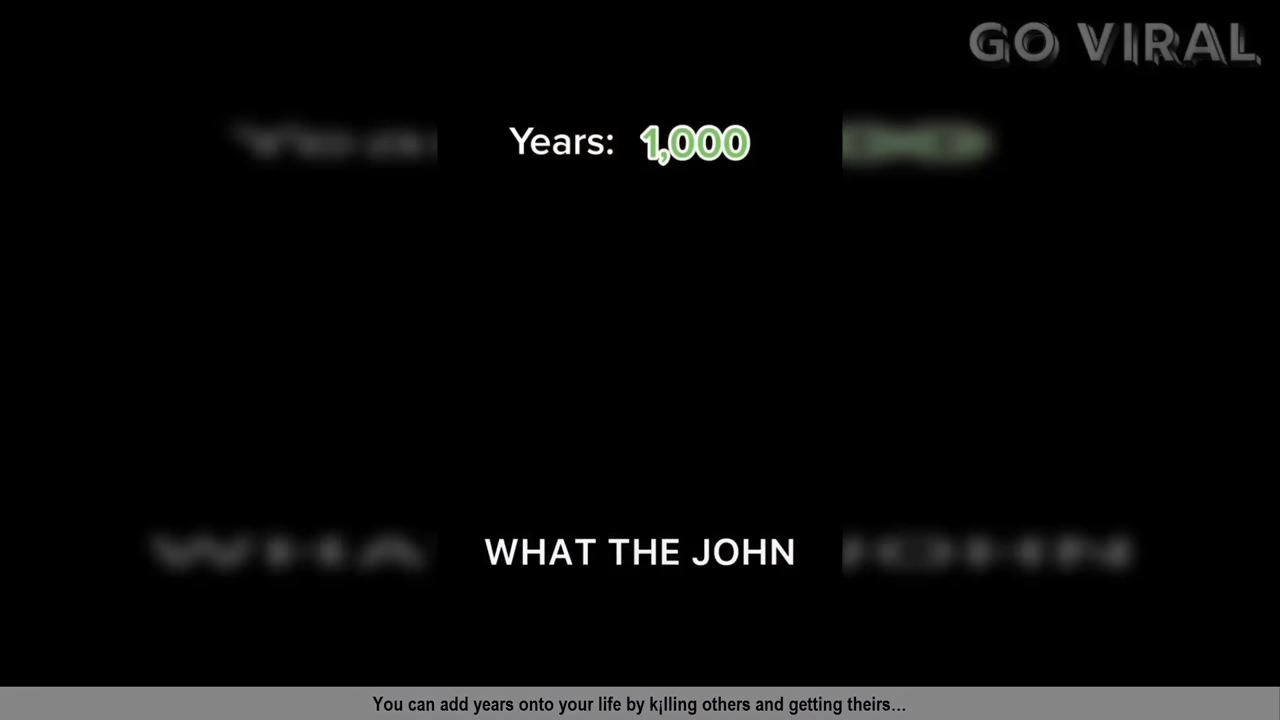 GO VIRAL
Years: 1,000
WHAT THE JOHN
You can add years onto your life by k¡lling others and getting theirs...